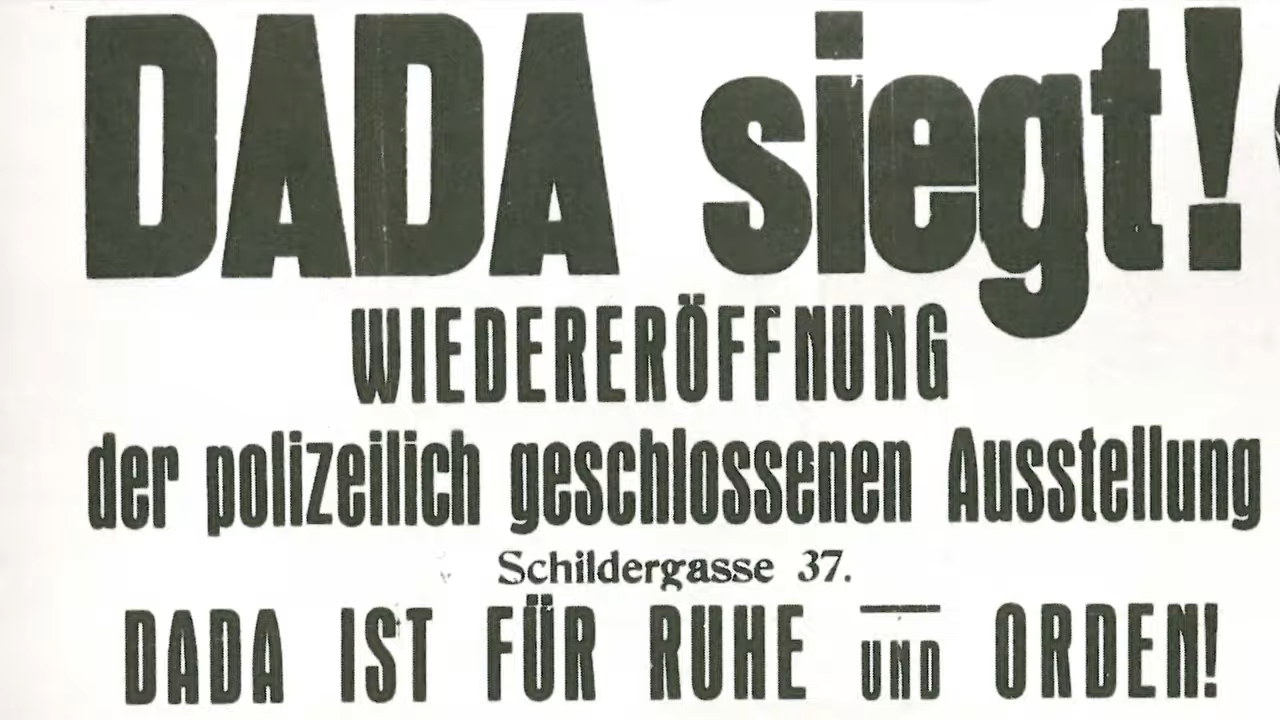 DADA siegt!
WIEDERERÖFFNUNG
der polizeilich geschlossenen Ausstellung
Schildergasse 37.
DADA IST FÜR RUHE UND ORDEN!